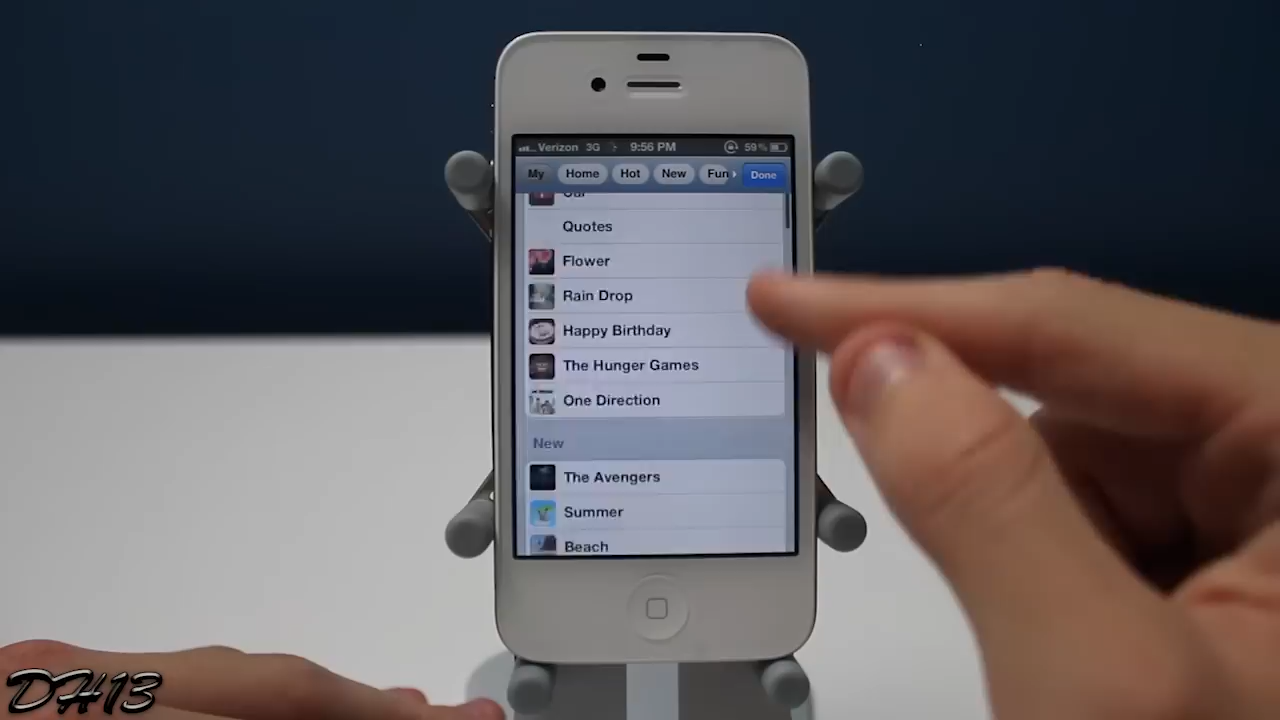 Verizon 3G 9:56 PM 59%
My Home Hot New Fun Done
Car
Quotes
Flower
Rain Drop
Happy Birthday
The Hunger Games
One Direction
New
The Avengers
Summer
Beach
DH13